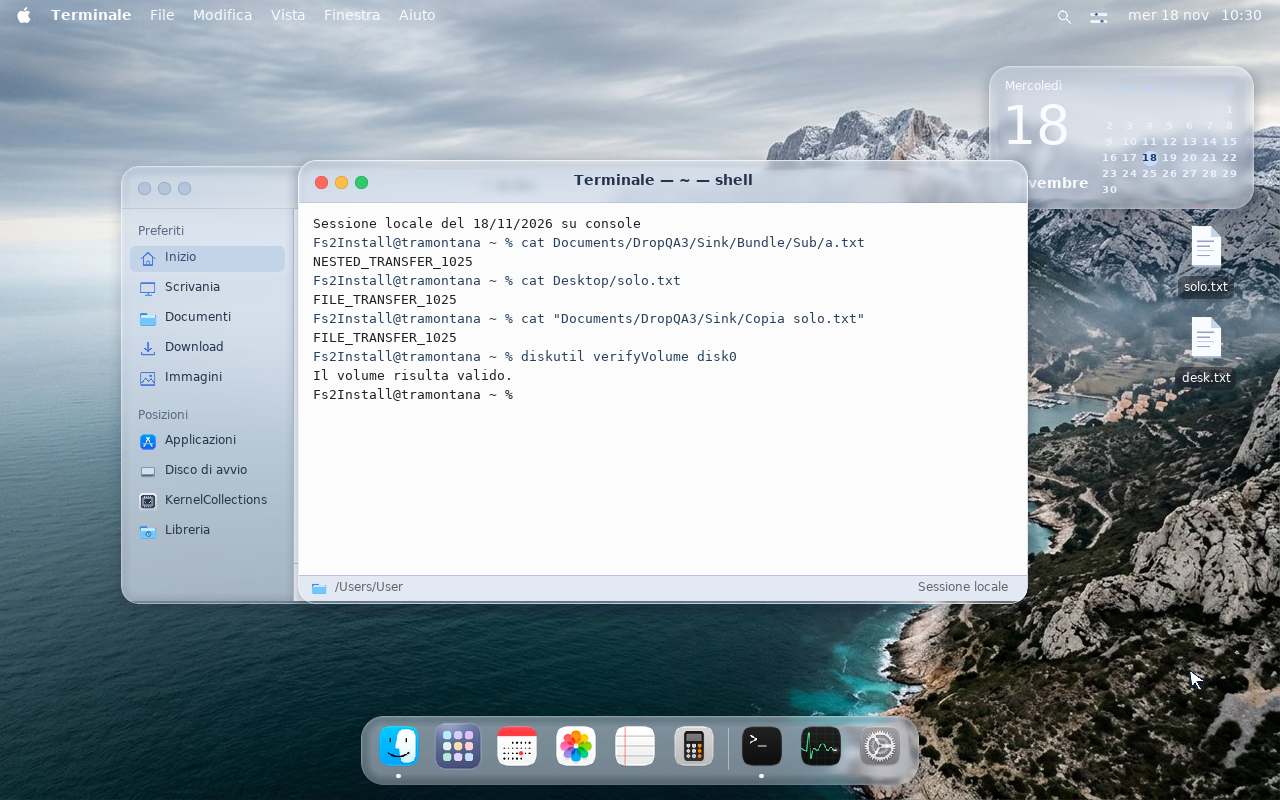 Terminale File Modifica Vista Finestra Aiuto mer 18 nov 10:30
Mercoledì
18
1
2 3 4 5 6 7 8
9 10 11 12 13 14 15
16 17 18 19 20 21 22
23 24 25 26 27 28 29
30
vembre
solo.txt
desk.txt
Preferiti
Inizio
Scrivania
Documenti
Download
Immagini
Posizioni
Applicazioni
Disco di avvio
KernelCollections
Libreria
Terminale — ~ — shell
Sessione locale del 18/11/2026 su console
Fs2Install@tramontana ~ % cat Documents/DropQA3/Sink/Bundle/Sub/a.txt
NESTED_TRANSFER_1025
Fs2Install@tramontana ~ % cat Desktop/solo.txt
FILE_TRANSFER_1025
Fs2Install@tramontana ~ % cat "Documents/DropQA3/Sink/Copia solo.txt"
FILE_TRANSFER_1025
Fs2Install@tramontana ~ % diskutil verifyVolume disk0
Il volume risulta valido.
Fs2Install@tramontana ~ %
/Users/User Sessione locale